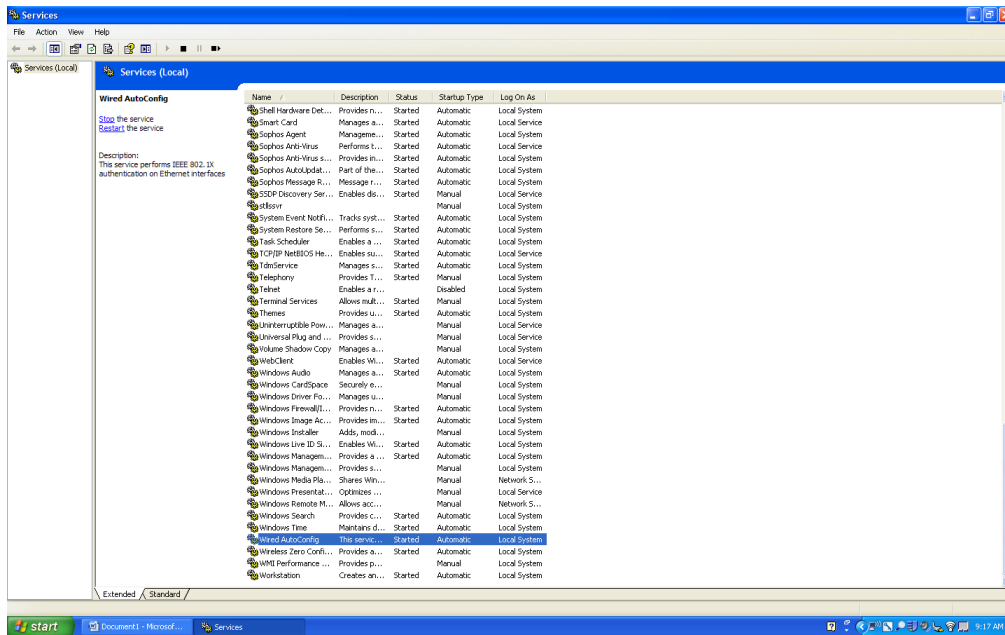 Services
File Action View Help
Services (Local)
Services (Local)
Wired AutoConfig
Stop the service
Restart the service
Description:
This service performs IEEE 802.1X
authentication on Ethernet interfaces
Name Description Status Startup Type Log On As
Shell Hardware Det... Provides n... Started Automatic Local System
Smart Card Manages a... Started Automatic Local Service
Sophos Agent Manageme... Started Automatic Local System
Sophos Anti-Virus Performs t... Started Automatic Local Service
Sophos Anti-Virus s... Provides in... Started Automatic Local System
Sophos AutoUpdat... Part of the... Started Automatic Local System
Sophos Message R... Message r... Started Automatic Local System
SSDP Discovery Ser... Enables dis... Started Manual Local Service
stllssvr Manual Local System
System Event Notifi... Tracks syst... Started Automatic Local System
System Restore Se... Performs s... Started Automatic Local System
Task Scheduler Enables a ... Started Automatic Local System
TCP/IP NetBIOS He... Enables su... Started Automatic Local Service
TdmService Manages s... Started Automatic Local System
Telephony Provides T... Started Manual Local System
Telnet Enables a r... Disabled Local System
Terminal Services Allows mult... Started Manual Local System
Themes Provides u... Started Automatic Local System
Uninterruptible Pow... Manages a... Manual Local Service
Universal Plug and ... Provides s... Manual Local Service
Volume Shadow Copy Manages a... Manual Local System
WebClient Enables Wi... Started Automatic Local Service
Windows Audio Manages a... Started Automatic Local System
Windows CardSpace Securely e... Manual Local System
Windows Driver Fo... Manages u... Manual Local System
Windows Firewall/I... Provides n... Started Automatic Local System
Windows Image Ac... Provides im... Started Automatic Local System
Windows Installer Adds, modi... Manual Local System
Windows Live ID Si... Enables Wi... Started Automatic Local System
Windows Managem... Provides a ... Started Automatic Local System
Windows Managem... Provides s... Manual Local System
Windows Media Pla... Shares Win... Manual Network S...
Windows Presentat... Optimizes ... Manual Local Service
Windows Remote M... Allows acc... Manual Network S...
Windows Search Provides c... Started Automatic Local System
Windows Time Maintains d... Started Automatic Local System
Wired AutoConfig This servic... Started Automatic Local System
Wireless Zero Confi... Provides a... Started Automatic Local System
WMI Performance ... Provides p... Manual Local System
Workstation Creates an... Started Automatic Local System
Extended Standard
start Document1 - Microsof... Services 9:17 AM